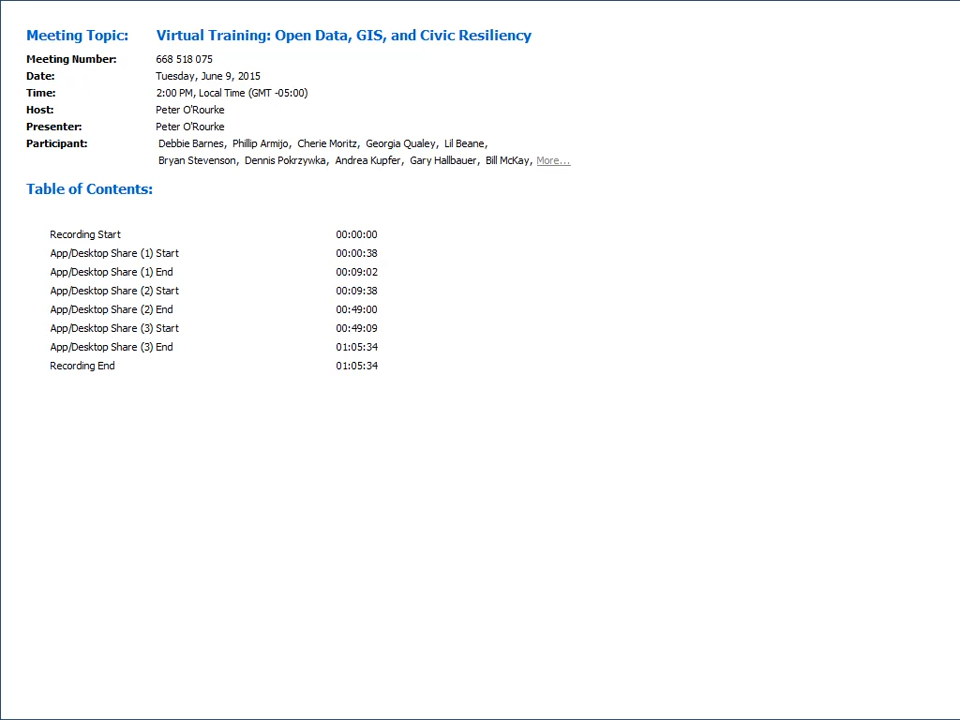 Meeting Topic: Virtual Training: Open Data, GIS, and Civic Resiliency
Meeting Number: 668 518 075
Date: Tuesday, June 9, 2015
Time: 2:00 PM, Local Time (GMT -05:00)
Host: Peter O'Rourke
Presenter: Peter O'Rourke
Participant: Debbie Barnes, Phillip Armijo, Cherie Moritz, Georgia Qualey, Lil Beane,
Bryan Stevenson, Dennis Pokrzywka, Andrea Kupfer, Gary Hallbauer, Bill McKay, More...
Table of Contents:
Recording Start 00:00:00
App/Desktop Share (1) Start 00:00:38
App/Desktop Share (1) End 00:09:02
App/Desktop Share (2) Start 00:09:38
App/Desktop Share (2) End 00:49:00
App/Desktop Share (3) Start 00:49:09
App/Desktop Share (3) End 01:05:34
Recording End 01:05:34